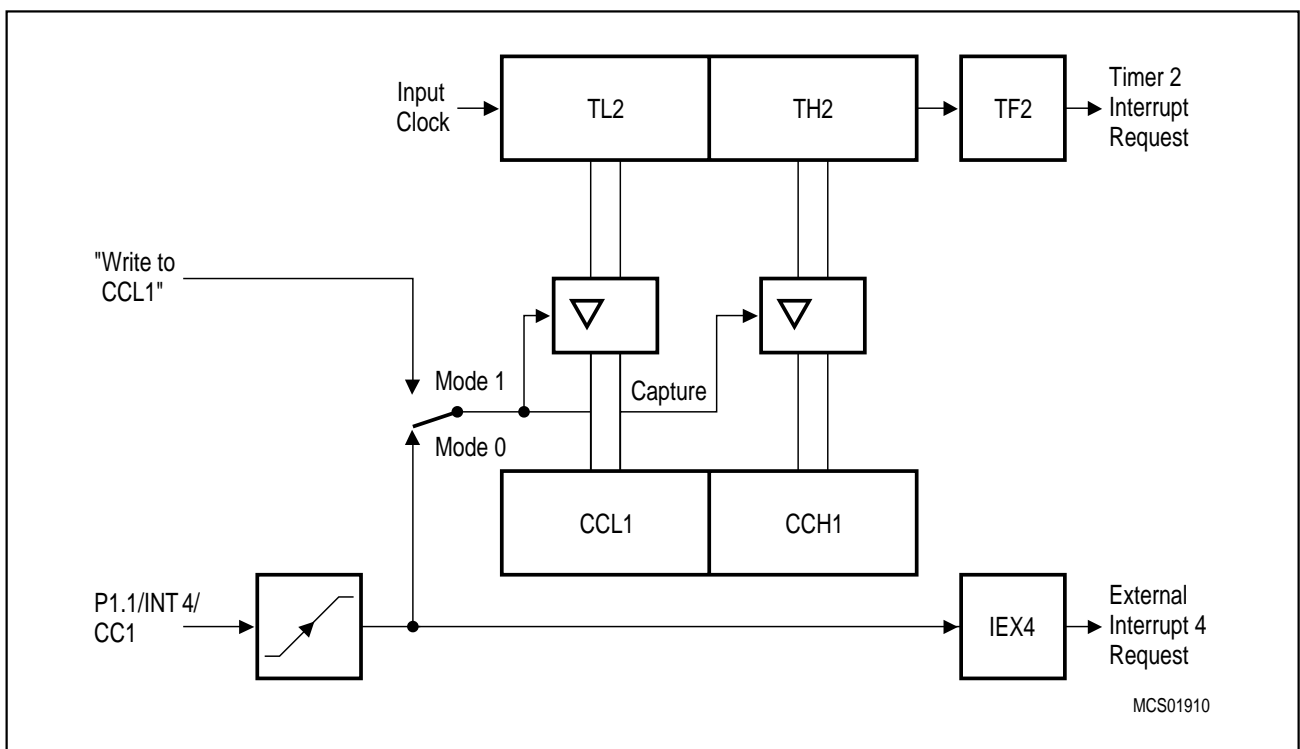 Input
Clock
TL2
TH2
TF2
Timer 2
Interrupt
Request
"Write to
CCL1"
Mode 1
Capture
Mode 0
CCL1
CCH1
P1.1/INT 4/
CC1
IEX4
External
Interrupt 4
Request
MCS01910